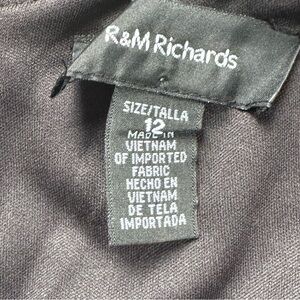 R&M Richards
SIZE/TALLA
12
MADE IN
VIETNAM
OF IMPORTED
FABRIC
HECHO EN
VIETNAM
DE TELA
IMPORTADA